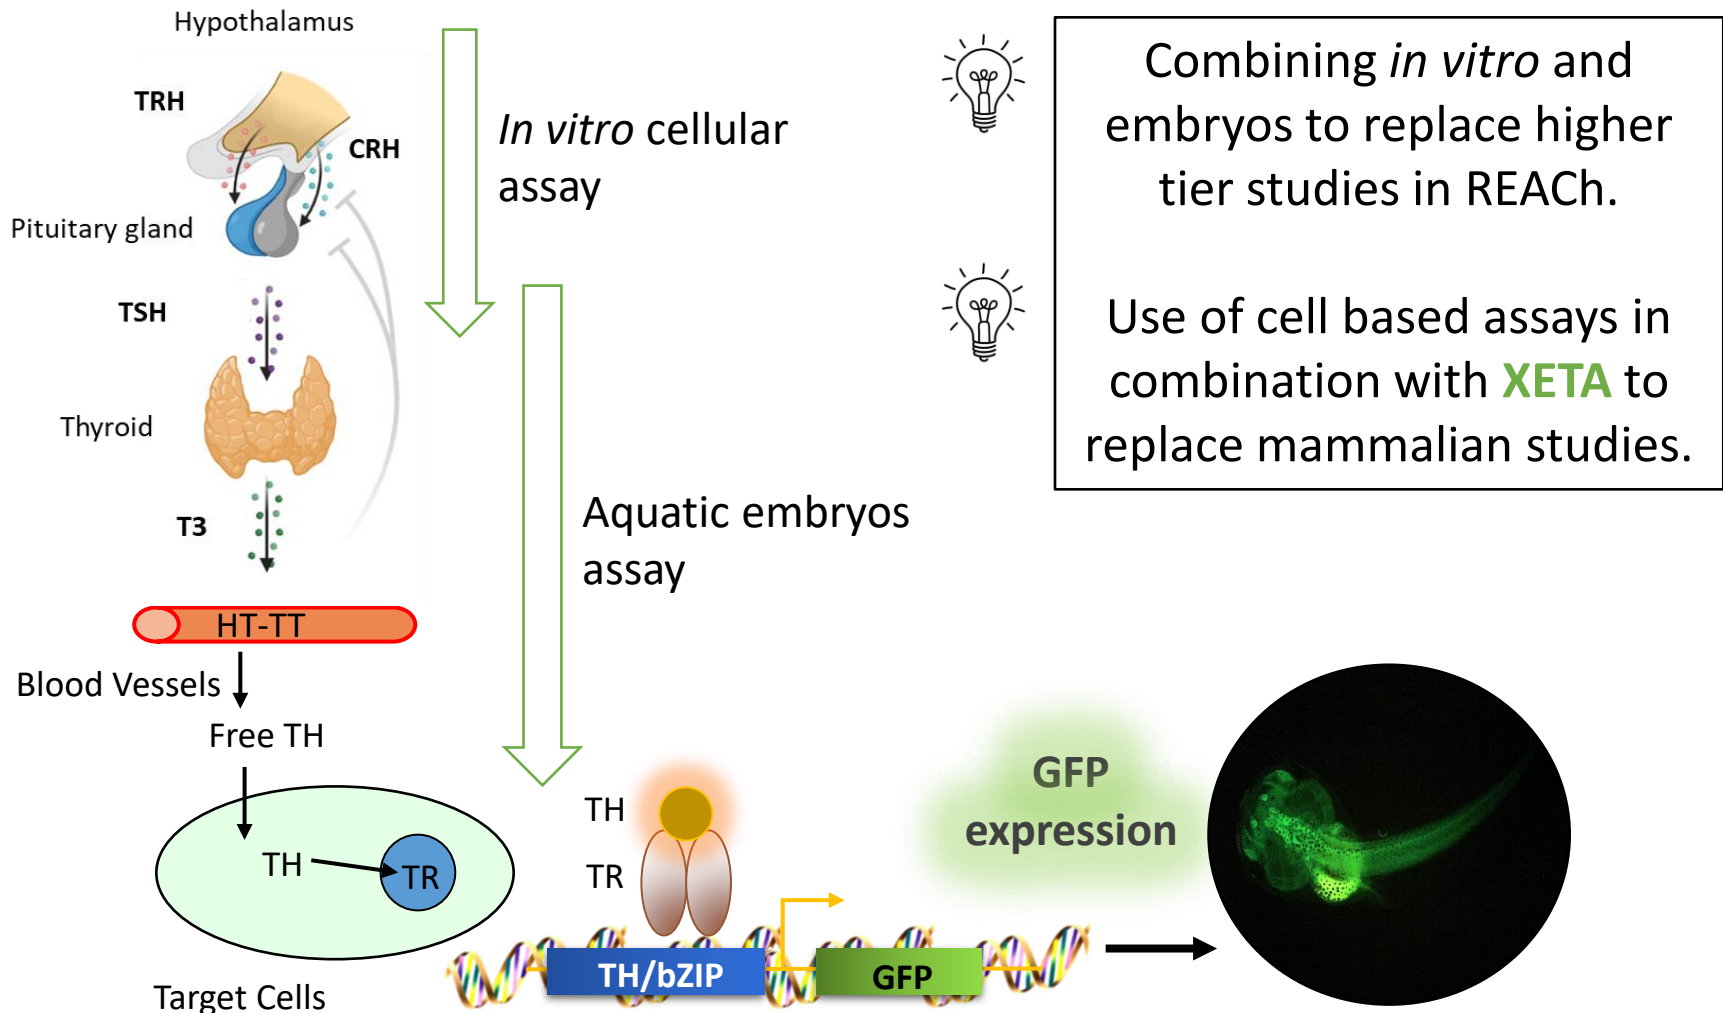 Hypothalamus
TRH
CRH
Pituitary gland
TSH
Thyroid
T3
HT-TT
Blood Vessels
Free TH
TH
TR
Target Cells
In vitro cellular
assay
Aquatic embryos
assay
Combining in vitro and
embryos to replace higher
tier studies in REACh.
Use of cell based assays in
combination with XETA to
replace mammalian studies.
TH
TR
TH/bZIP
GFP
GFP
expression